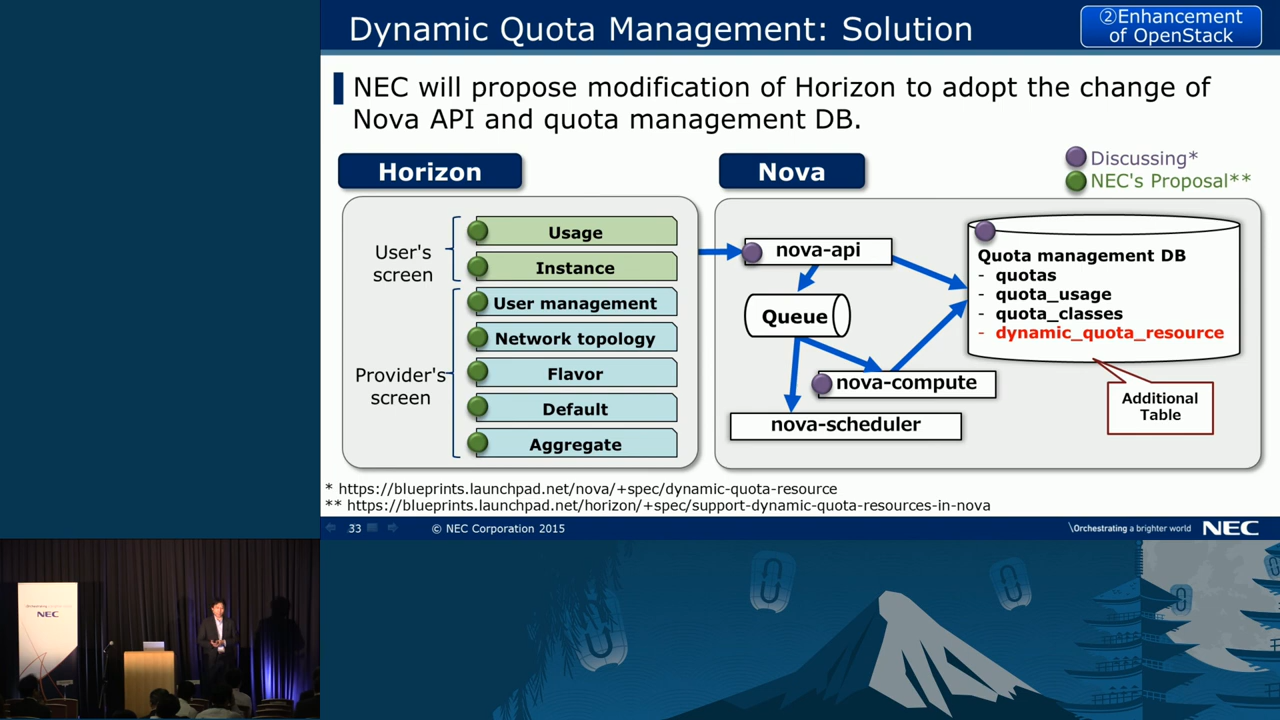 Dynamic Quota Management: Solution
②Enhancement
of OpenStack
NEC will propose modification of Horizon to adopt the change of
Nova API and quota management DB.
Horizon
Nova
Discussing*
NEC's Proposal**
User's
screen
Usage
Instance
Provider's
screen
User management
Network topology
Flavor
Default
Aggregate
nova-api
Queue
nova-compute
nova-scheduler
Quota management DB
- quotas
- quota_usage
- quota_classes
- dynamic_quota_resource
Additional
Table
* https://blueprints.launchpad.net/nova/+spec/dynamic-quota-resource
** https://blueprints.launchpad.net/horizon/+spec/support-dynamic-quota-resources-in-nova
33
© NEC Corporation 2015
\Orchestrating a brighter world
NEC
NEC